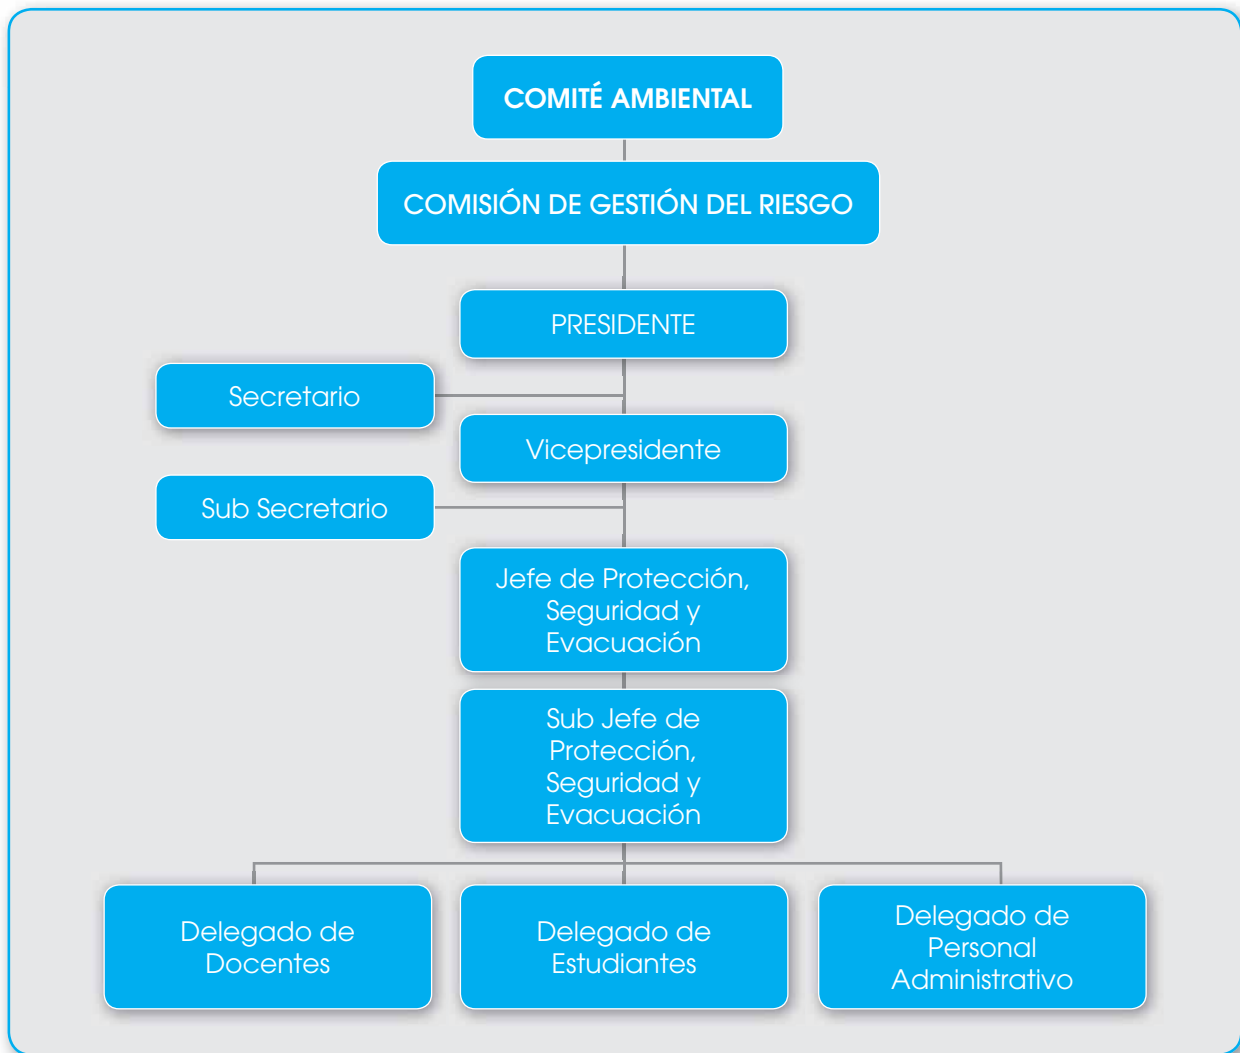 COMITÉ AMBIENTAL
COMISIÓN DE GESTIÓN DEL RIESGO
PRESIDENTE
Secretario
Vicepresidente
Sub Secretario
Jefe de Protección,
Seguridad y
Evacuación
Sub Jefe de
Protección,
Seguridad y
Evacuación
Delegado de
Docentes
Delegado de
Estudiantes
Delegado de
Personal
Administrativo